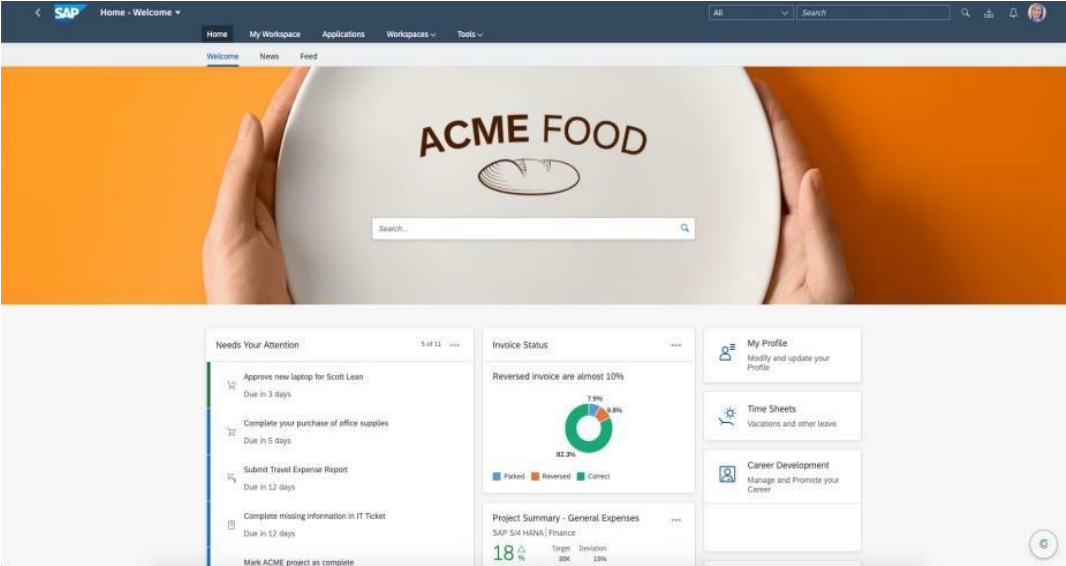 SAP Home - Welcome
All Search
Home My Workspace Applications Workspaces Tools
Welcome News Feed
ACME FOOD
Search...
Needs Your Attention 5 of 11
Approve new laptop for Scott Lean
Due in 3 days
Complete your purchase of office supplies
Due in 5 days
Submit Travel Expense Report
Due in 12 days
Complete missing information in IT Ticket
Due in 12 days
Mark ACME project as complete
Invoice Status
Reversed invoice are almost 10%
7.9%
9.8%
82.3%
Parked Reversed Correct
Project Summary - General Expenses
SAP S/4 HANA | Finance
18 % Target Deviation
30K 15%
My Profile
Modify and update your
Profile
Time Sheets
Vacations and other leave
Career Development
Manage and Promote your
Career